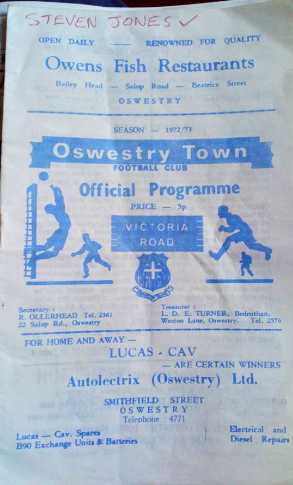 STEVEN JONES ✓
OPEN DAILY — RENOWNED FOR QUALITY
Owens Fish Restaurants
Bailey Head — Salop Road — Beatrice Street
OSWESTRY
SEASON — 1972/73
Oswestry Town
FOOTBALL CLUB
Official Programme
PRICE — 5p
VICTORIA
ROAD
Secretary :
R. OLLERHEAD Tel. 2361
22 Salop Rd., Oswestry
Treasurer :
L. D. E. TURNER, Bedenthan,
Weston Lane, Oswestry. Tel. 2576
FOR HOME AND AWAY —
LUCAS - CAV
— ARE CERTAIN WINNERS
Autolectrix (Oswestry) Ltd.
SMITHFIELD STREET
OSWESTRY
Telephone 4771
Lucas — Cav. Spares
B90 Exchange Units & Batteries
Electrical and
Diesel Repairs